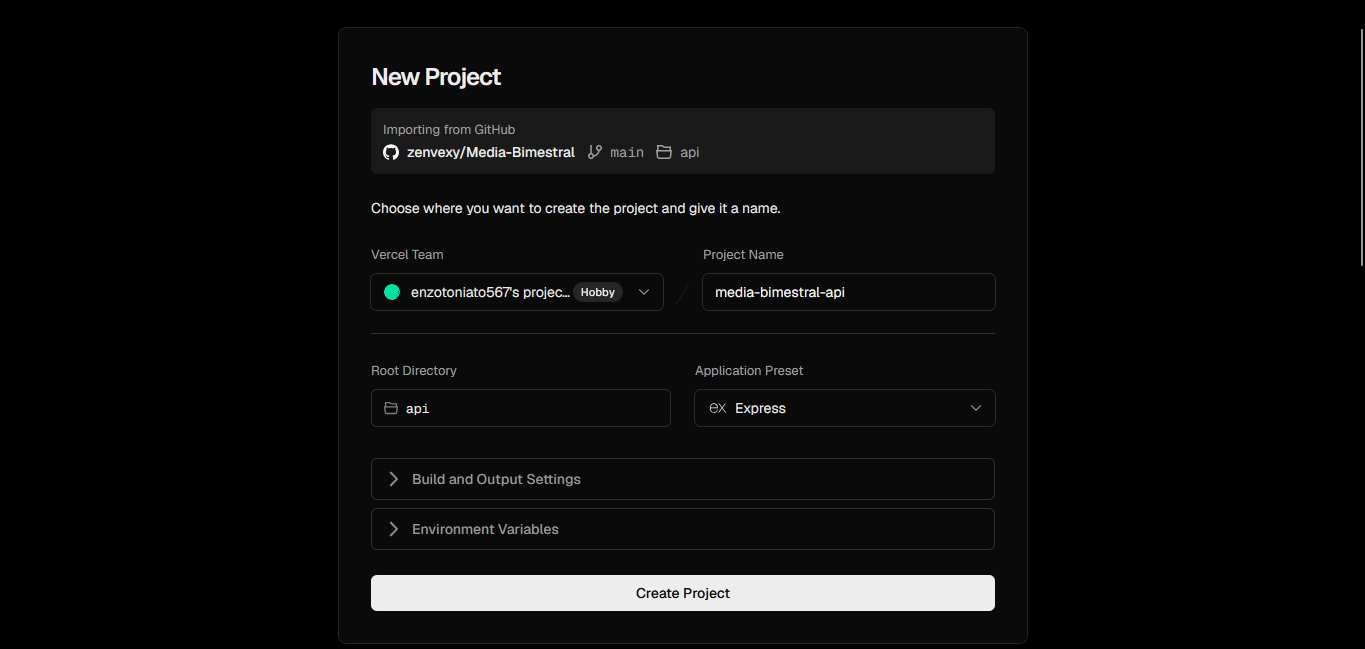 New Project
Importing from GitHub
zenvexy/Media-Bimestral main api
Choose where you want to create the project and give it a name.
Vercel Team Project Name
enzotoniato567's projec... Hobby / media-bimestral-api
Root Directory Application Preset
api ex Express
Build and Output Settings
Environment Variables
Create Project